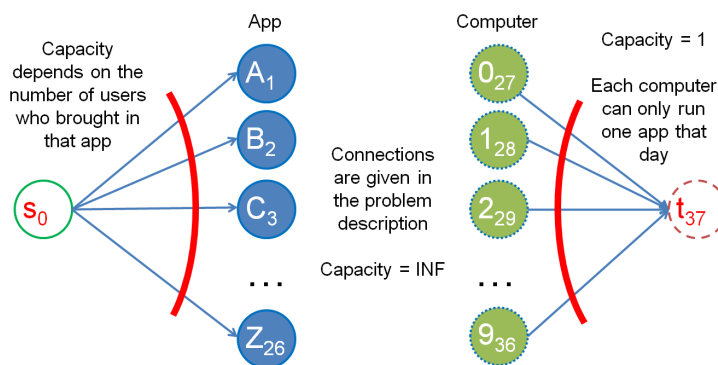 App
Computer
Capacity
depends on the
number of users
who brought in
that app
Capacity = 1
Each computer
can only run
one app that
day
A1
B2
C3
...
Z26
s0
Connections
are given in
the problem
description
Capacity = INF
027
128
229
...
936
t37